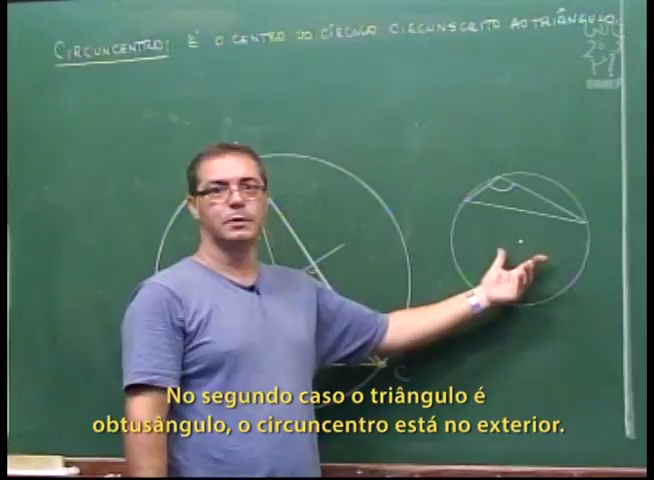 CIRCUNCENTRO: É O CENTRO DO CÍRCULO CIRCUNSCRITO AO TRIÂNGULO.
C
No segundo caso o triângulo é
obtusângulo, o circuncentro está no exterior.